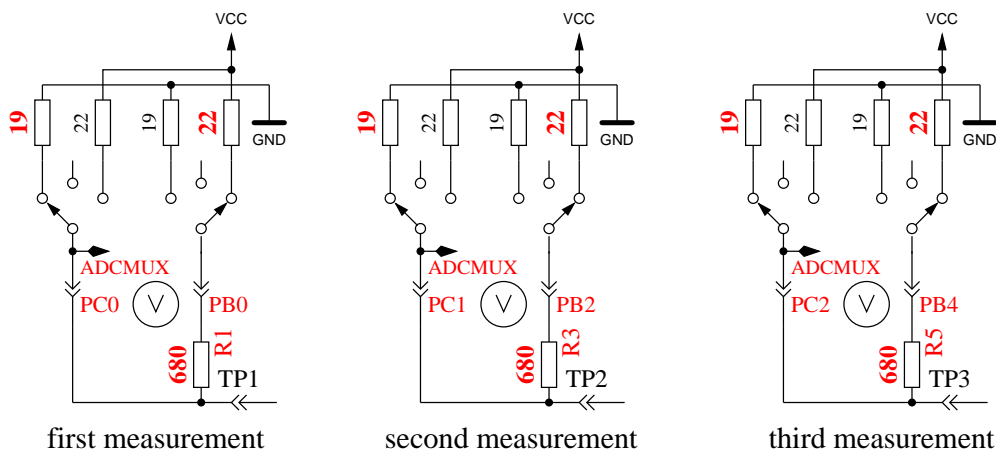 VCC
19
22
19
22
GND
ADCMUX
PC0
V
PB0
R1
680
TP1
first measurement
VCC
19
22
19
22
GND
ADCMUX
PC1
V
PB2
R3
680
TP2
second measurement
VCC
19
22
19
22
GND
ADCMUX
PC2
V
PB4
R5
680
TP3
third measurement